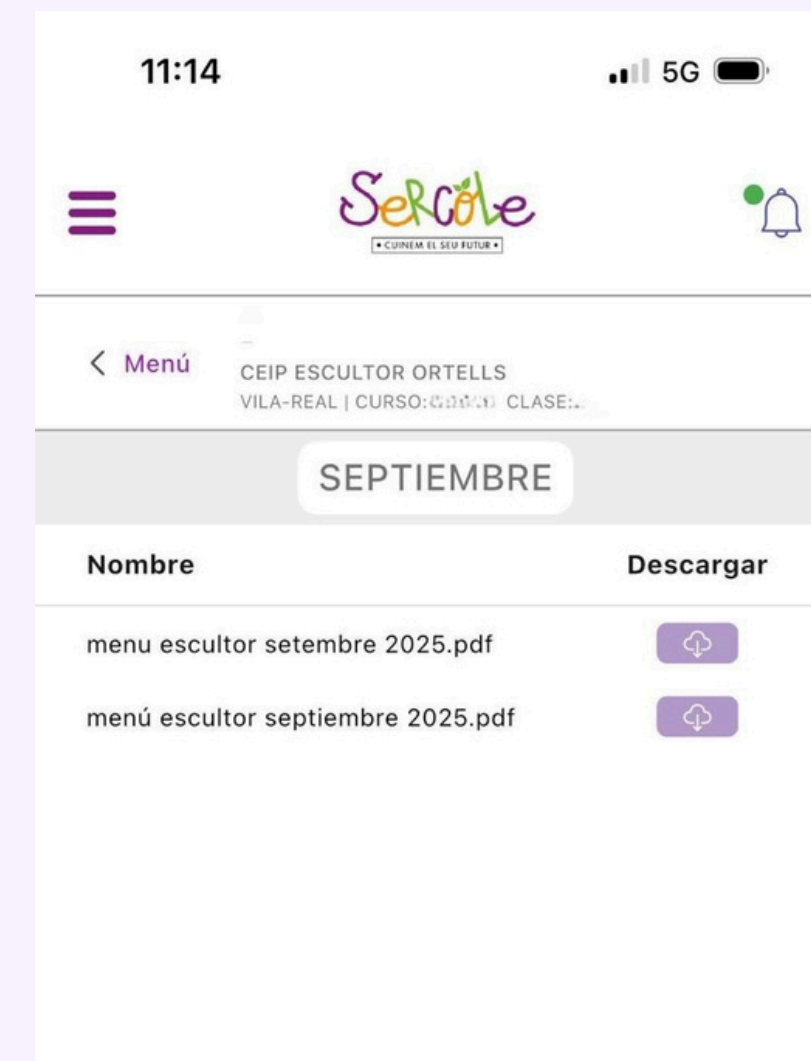 11:14 5G
SerCole
• CUINEM EL SEU FUTUR •
Menú
CEIP ESCULTOR ORTELLS
VILA-REAL | CURSO: CLASE:
SEPTIEMBRE
Nombre Descargar
menu escultor setembre 2025.pdf
menú escultor septiembre 2025.pdf